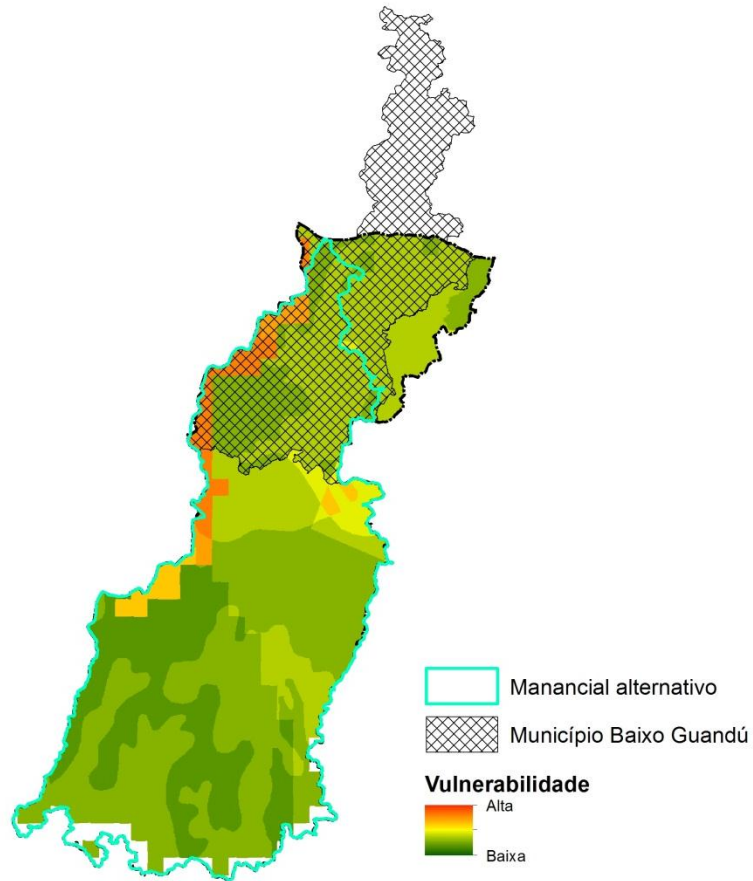 Manancial alternativo
Município Baixo Guandú
Vulnerabilidade
Alta
Baixa